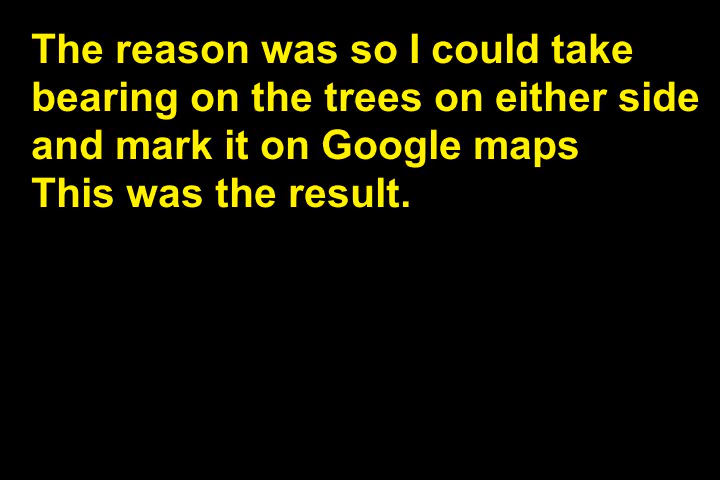 The reason was so I could take
bearing on the trees on either side
and mark it on Google maps
This was the result.